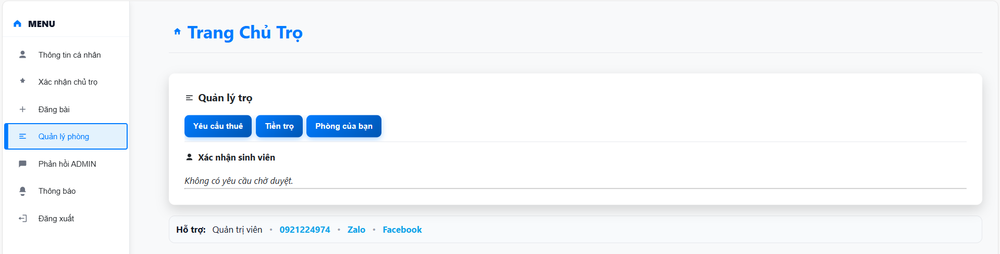 MENU
Thông tin cá nhân
Xác nhận chủ trọ
Đăng bài
Quản lý phòng
Phản hồi ADMIN
Thông báo
Đăng xuất
Trang Chủ Trọ
Quản lý trọ
Yêu cầu thuê Tiền trọ Phòng của bạn
Xác nhận sinh viên
Không có yêu cầu chờ duyệt.
Hỗ trợ: Quản trị viên • 0921224974 • Zalo • Facebook